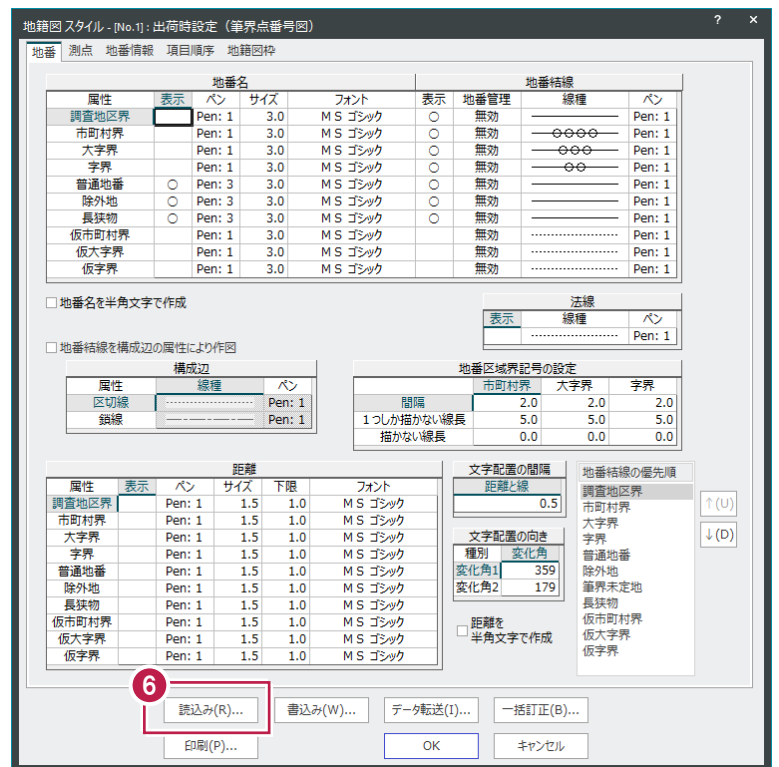 地籍図 スタイル - [No.1] : 出荷時設定（筆界点番号図） ? ×
地番 測点 地番情報 項目順序 地籍図枠
地番名 地番結線
属性 表示 ペン サイズ フォント 表示 地番管理 線種 ペン
調査地区界 Pen: 1 3.0 ＭＳ ゴシック ○ 無効 Pen: 1
市町村界 Pen: 1 3.0 ＭＳ ゴシック ○ 無効 Pen: 1
大字界 Pen: 1 3.0 ＭＳ ゴシック ○ 無効 Pen: 1
字界 Pen: 1 3.0 ＭＳ ゴシック ○ 無効 Pen: 1
普通地番 ○ Pen: 3 3.0 ＭＳ ゴシック ○ 無効 Pen: 1
除外地 ○ Pen: 3 3.0 ＭＳ ゴシック ○ 無効 Pen: 1
長狭物 ○ Pen: 3 3.0 ＭＳ ゴシック ○ 無効 Pen: 1
仮市町村界 Pen: 1 3.0 ＭＳ ゴシック 無効 Pen: 1
仮大字界 Pen: 1 3.0 ＭＳ ゴシック 無効 Pen: 1
仮字界 Pen: 1 3.0 ＭＳ ゴシック 無効 Pen: 1
地番名を半角文字で作成
法線
表示 線種 ペン
Pen: 1
地番結線を構成辺の属性により作図
構成辺
属性 線種 ペン
区切線 Pen: 1
鎖線 Pen: 1
地番区域界記号の設定
市町村界 大字界 字界
間隔 2.0 2.0 2.0
1つしか描かない線長 5.0 5.0 5.0
描かない線長 0.0 0.0 0.0
距離
属性 表示 ペン サイズ 下限 フォント
調査地区界 Pen: 1 1.5 1.0 ＭＳ ゴシック
市町村界 Pen: 1 1.5 1.0 ＭＳ ゴシック
大字界 Pen: 1 1.5 1.0 ＭＳ ゴシック
字界 Pen: 1 1.5 1.0 ＭＳ ゴシック
普通地番 Pen: 1 1.5 1.0 ＭＳ ゴシック
除外地 Pen: 1 1.5 1.0 ＭＳ ゴシック
長狭物 Pen: 1 1.5 1.0 ＭＳ ゴシック
仮市町村界 Pen: 1 1.5 1.0 ＭＳ ゴシック
仮大字界 Pen: 1 1.5 1.0 ＭＳ ゴシック
仮字界 Pen: 1 1.5 1.0 ＭＳ ゴシック
文字配置の間隔
距離と線
0.5
文字配置の向き
種別 変化角
変化角1 359
変化角2 179
距離を
半角文字で作成
地番結線の優先順
調査地区界
市町村界
大字界
字界
普通地番
除外地
筆界未定地
長狭物
仮市町村界
仮大字界
仮字界
↑(U)
↓(D)
6
読込み(R)... 書込み(W)... データ転送(I)... 一括訂正(B)...
印刷(P)... OK キャンセル